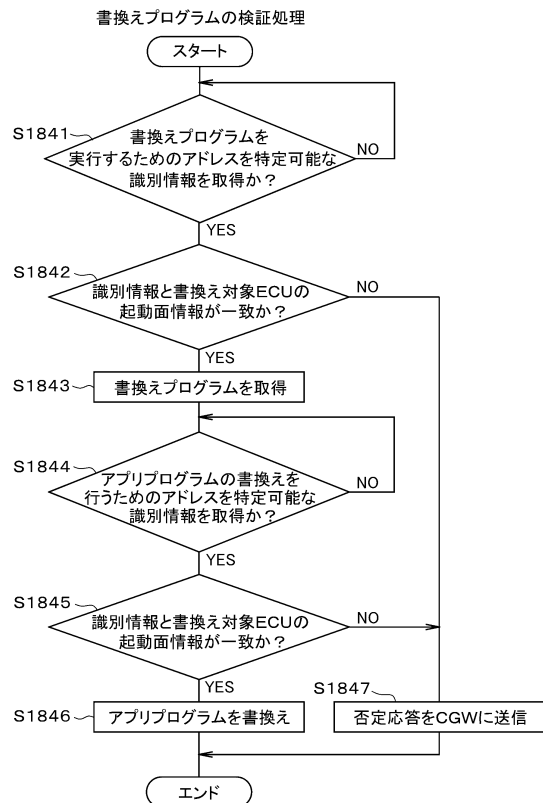 書換えプログラムの検証処理
スタート
S1841
書換えプログラムを
実行するためのアドレスを特定可能な
識別情報を取得か？
NO
YES
S1842
識別情報と書換え対象ECUの
起動面情報が一致か？
NO
YES
S1843
書換えプログラムを取得
S1844
アプリプログラムの書換えを
行うためのアドレスを特定可能な
識別情報を取得か？
NO
YES
S1845
識別情報と書換え対象ECUの
起動面情報が一致か？
NO
YES
S1846
アプリプログラムを書換え
S1847
否定応答をCGWに送信
エンド